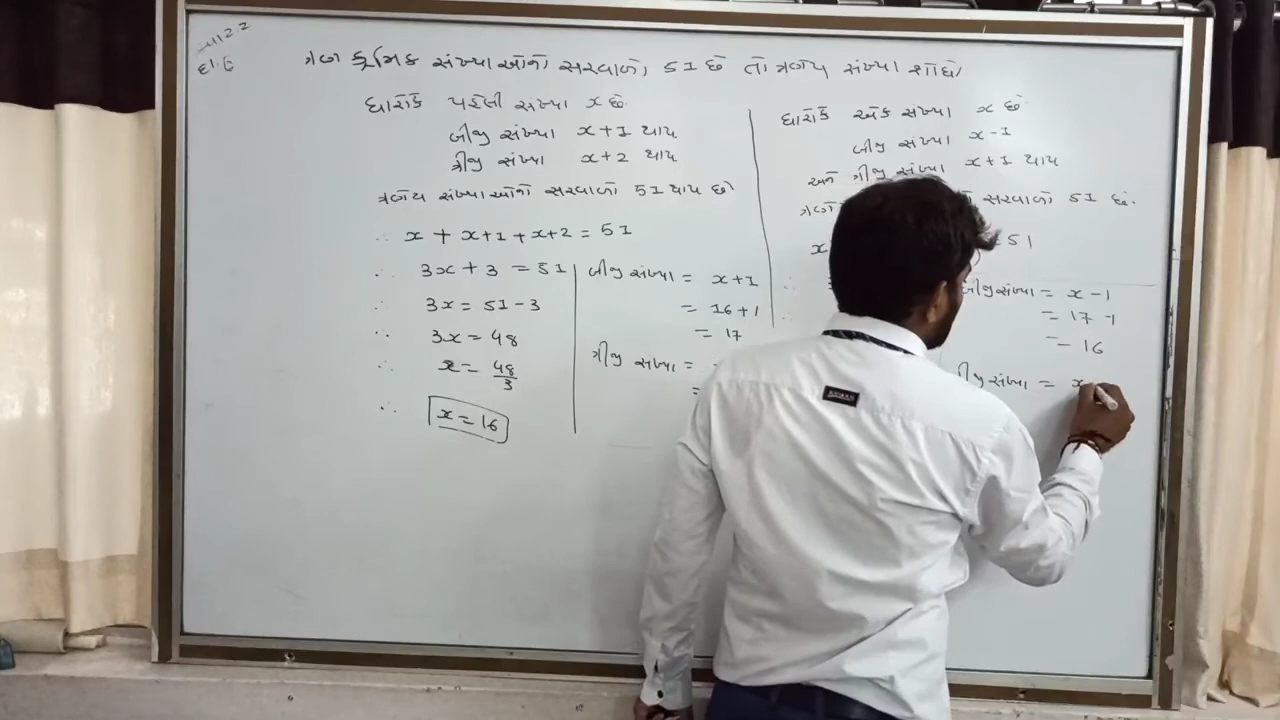 દા.6
ત્રણ ક્રમિક સંખ્યાઓનો સરવાળો 51 છે તો ત્રણેય સંખ્યા શોધો
ધારોકે પહેલી સંખ્યા x છે
બીજી સંખ્યા x+1 થાય
ત્રીજી સંખ્યા x+2 થાય
ત્રણેય સંખ્યાઓનો સરવાળો 51 થાય છે
∴ x + x+1 + x+2 = 51
∴ 3x + 3 = 51
∴ 3x = 51 - 3
∴ 3x = 48
∴ x = 48/3
∴ x = 16
બીજી સંખ્યા = x+1
= 16+1
= 17
ત્રીજી સંખ્યા =
=
ધારોકે એક સંખ્યા x છે
બીજી સંખ્યા x-1
અને ત્રીજી સંખ્યા x+1 થાય
સરવાળો 51 છે.
x
51
બીજી સંખ્યા = x - 1
= 17 - 1
= 16
સંખ્યા = x